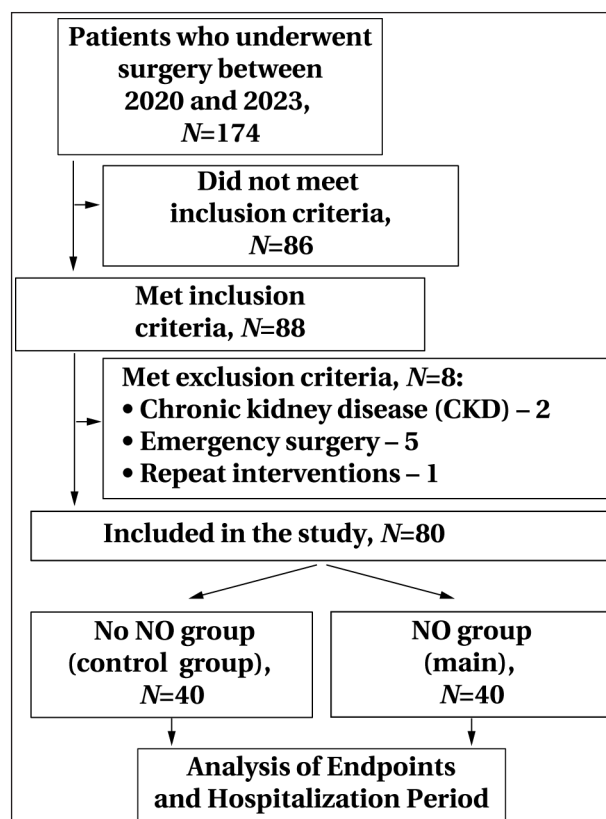 Patients who underwent
surgery between
2020 and 2023,
N=174
Did not meet
inclusion criteria,
N=86
Met inclusion
criteria, N=88
Met exclusion criteria, N=8:
• Chronic kidney disease (CKD) – 2
• Emergency surgery – 5
• Repeat interventions – 1
Included in the study, N=80
No NO group
(control group),
N=40
NO group
(main),
N=40
Analysis of Endpoints
and Hospitalization Period